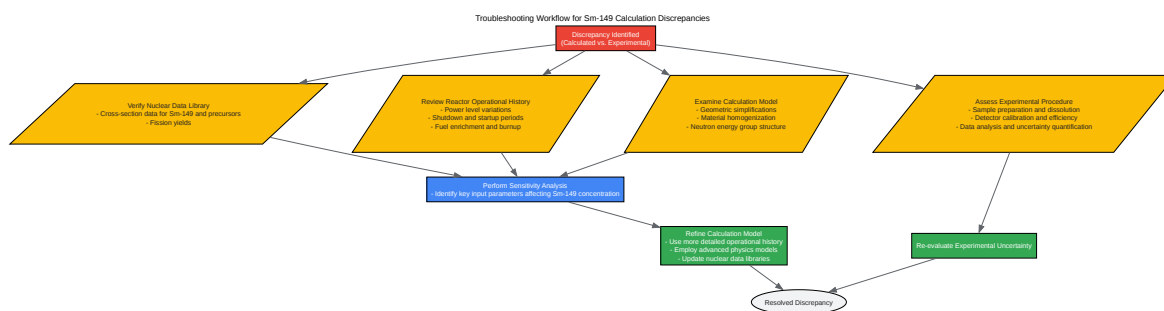 Troubleshooting Workflow for Sm-149 Calculation Discrepancies
Discrepancy Identified
(Calculated vs. Experimental)
Verify Nuclear Data Library
- Cross-section data for Sm-149 and precursors
- Fission yields
Review Reactor Operational History
- Power level variations
- Shutdown and startup periods
- Fuel enrichment and burnup
Examine Calculation Model
- Geometric simplifications
- Material homogenization
- Neutron energy group structure
Assess Experimental Procedure
- Sample preparation and dissolution
- Detector calibration and efficiency
- Data analysis and uncertainty quantification
Perform Sensitivity Analysis
- Identify key input parameters affecting Sm-149 concentration
Refine Calculation Model
- Use more detailed operational history
- Employ advanced physics models
- Update nuclear data libraries
Re-evaluate Experimental Uncertainty
Resolved Discrepancy